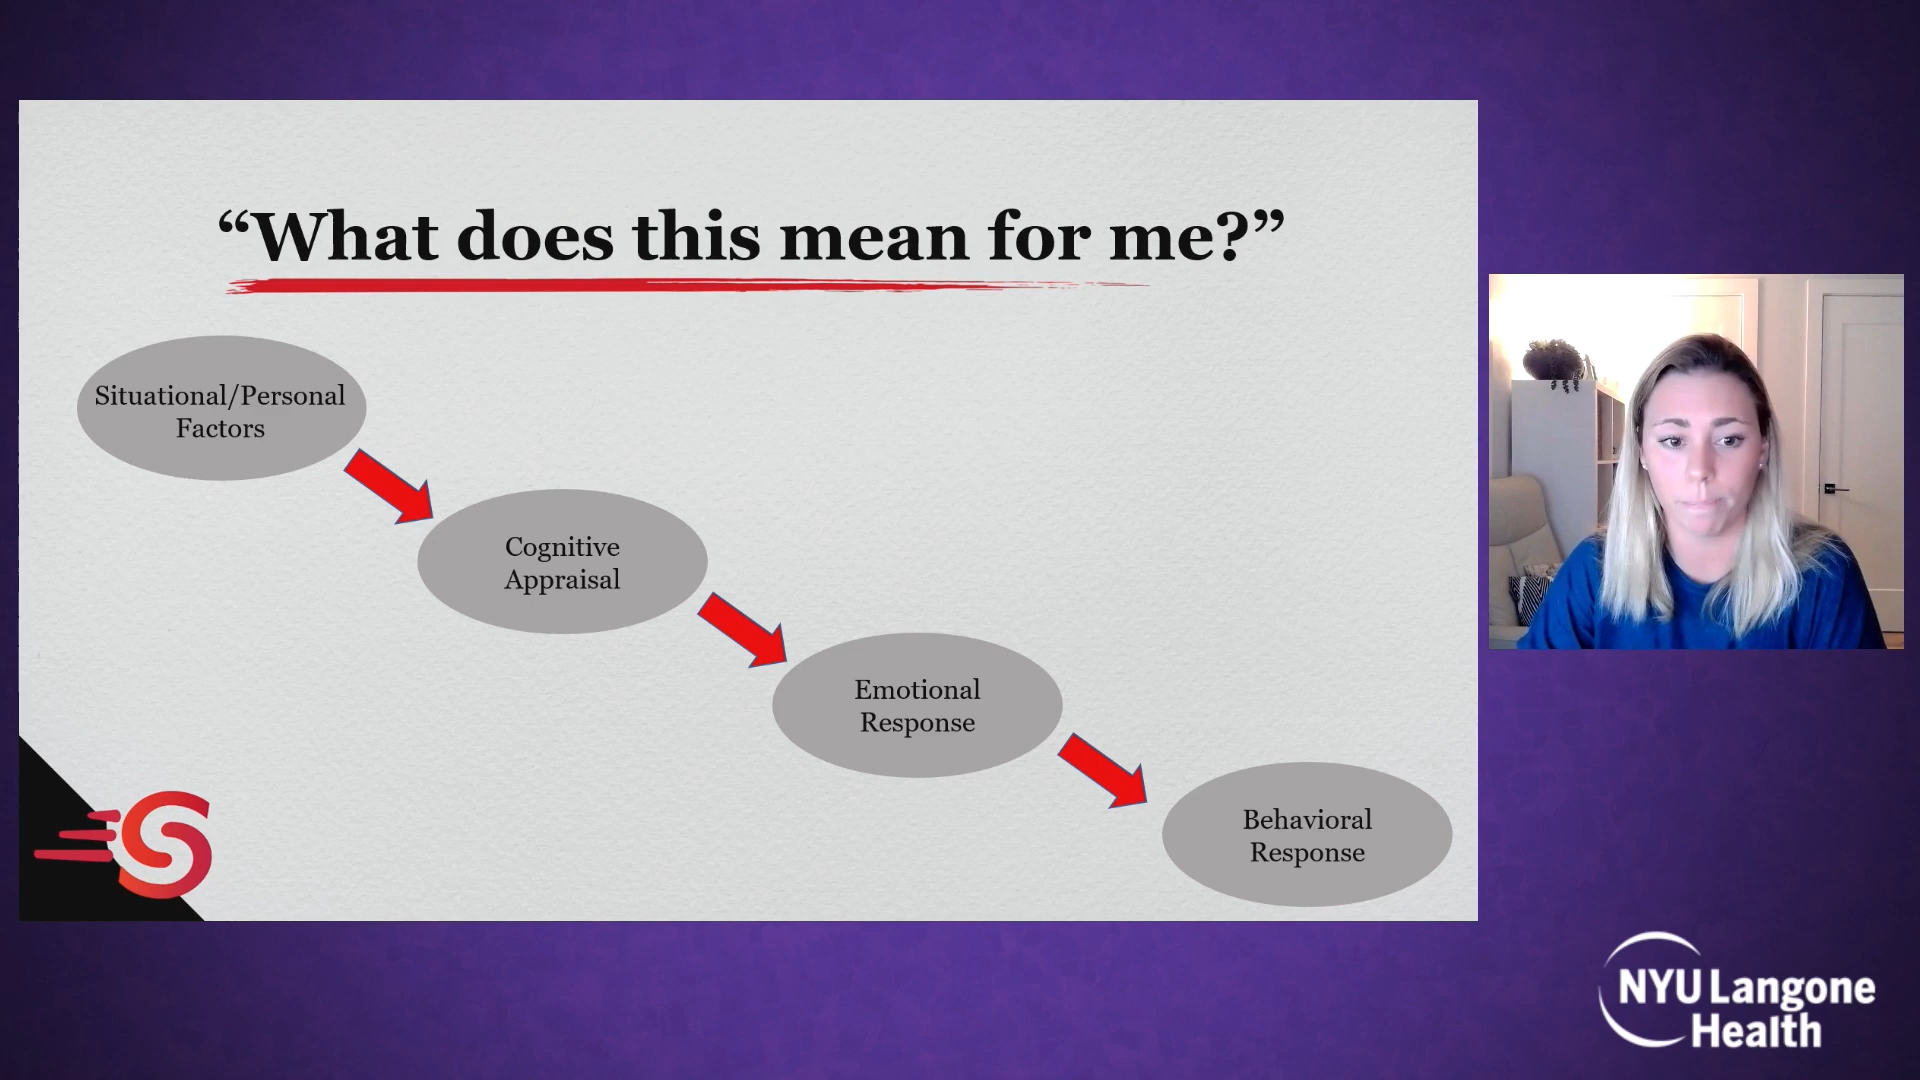 “What does this mean for me?”
Situational/Personal
Factors
Cognitive
Appraisal
Emotional
Response
Behavioral
Response
S
NYU Langone
Health